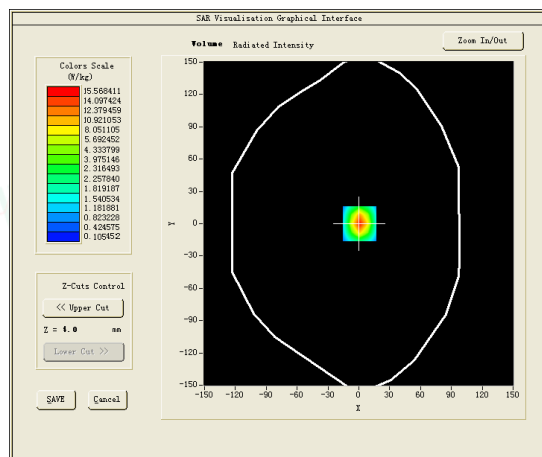 SAR Visualisation Graphical Interface
Volume Radiated Intensity
Zoom In/Out
Colors Scale
(W/kg)
15.568411
14.097424
12.379459
10.921053
8.051105
5.692452
4.333799
3.975146
2.316493
2.257840
1.819187
1.540534
1.181881
0.823228
0.424575
0.105452
Z-Cuts Control
<< Upper Cut
Z = 4.0 mm
Lower Cut >>
SAVE Cancel
150
120
90
60
30
Y 0
-30
-60
-90
-120
-150
-150 -120 -90 -60 -30 0 30 60 90 120 150
X